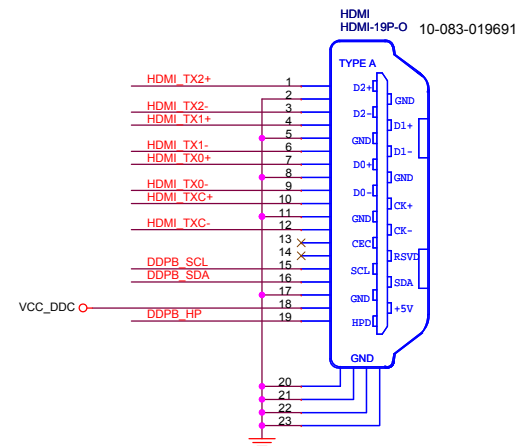 HDMI
HDMI-19P-O 10-083-019691
TYPE A
HDMI_TX2+ 1 D2+
2 GND
HDMI_TX2- 3 D2-
HDMI_TX1+ 4 D1+
5 GND
HDMI_TX1- 6 D1-
HDMI_TX0+ 7 D0+
8 GND
HDMI_TX0- 9 D0-
HDMI_TXC+ 10 CK+
11 GND
HDMI_TXC- 12 CK-
13 CEC
14 RSVD
DDPB_SCL 15 SCL
DDPB_SDA 16 SDA
17 GND
VCC_DDC 18 +5V
DDPB_HP 19 HPD
GND
20
21
22
23